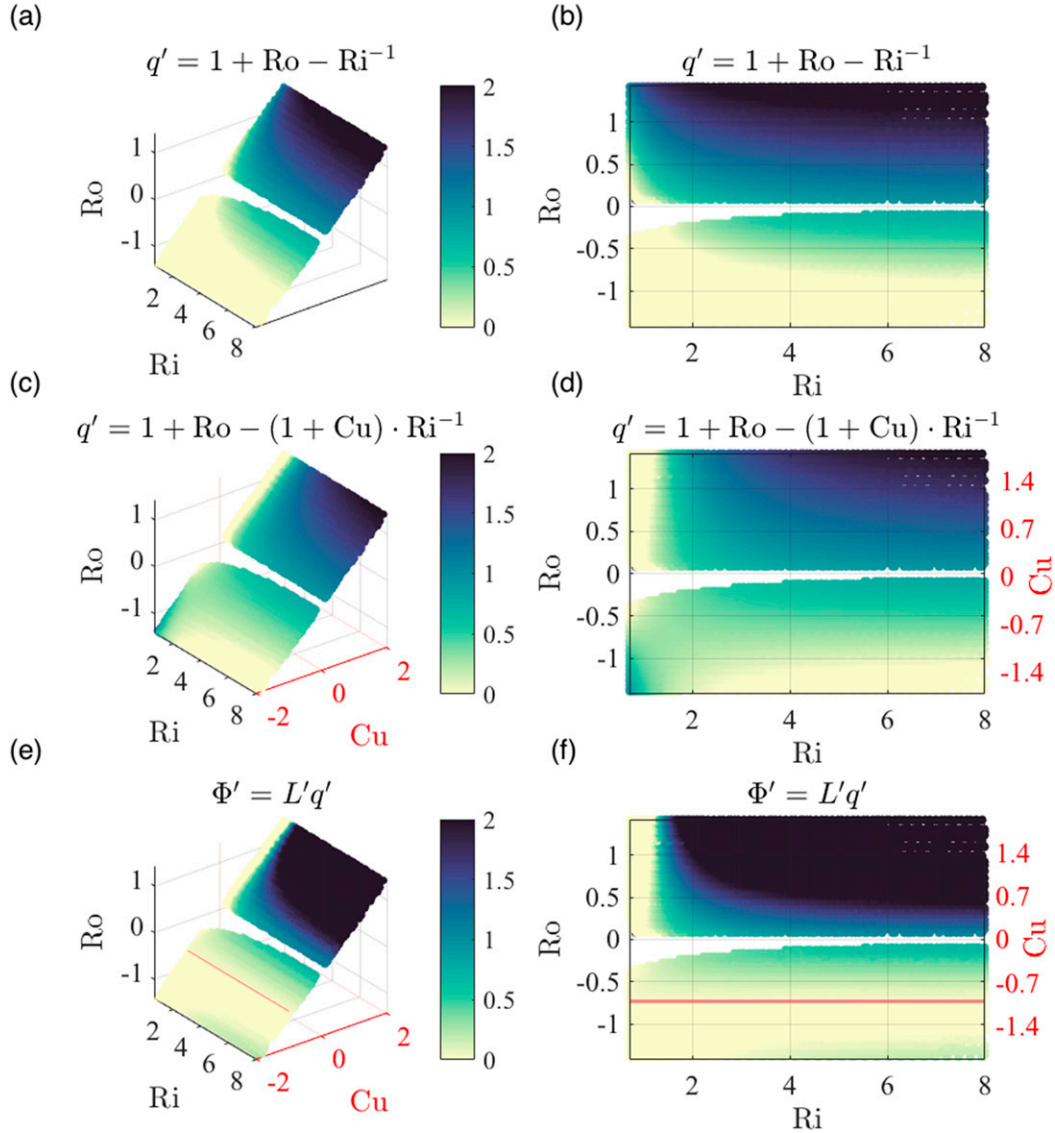 (a)
(b)
q′ = 1 + Ro − Ri⁻¹
q′ = 1 + Ro − Ri⁻¹
1
0
-1
Ro
2
4
6
8
Ri
2
1.5
1
0.5
0
1
0.5
0
-0.5
-1
Ro
2
4
6
8
Ri
(c)
(d)
q′ = 1 + Ro − (1 + Cu) · Ri⁻¹
q′ = 1 + Ro − (1 + Cu) · Ri⁻¹
1
0
-1
Ro
2
4
6
8
Ri
-2
0
2
Cu
2
1.5
1
0.5
0
1
0.5
0
-0.5
-1
Ro
2
4
6
8
Ri
1.4
0.7
0
-0.7
-1.4
Cu
(e)
(f)
Φ′ = L′q′
Φ′ = L′q′
1
0
-1
Ro
2
4
6
8
Ri
-2
0
2
Cu
2
1.5
1
0.5
0
1
0.5
0
-0.5
-1
Ro
2
4
6
8
Ri
1.4
0.7
0
-0.7
-1.4
Cu